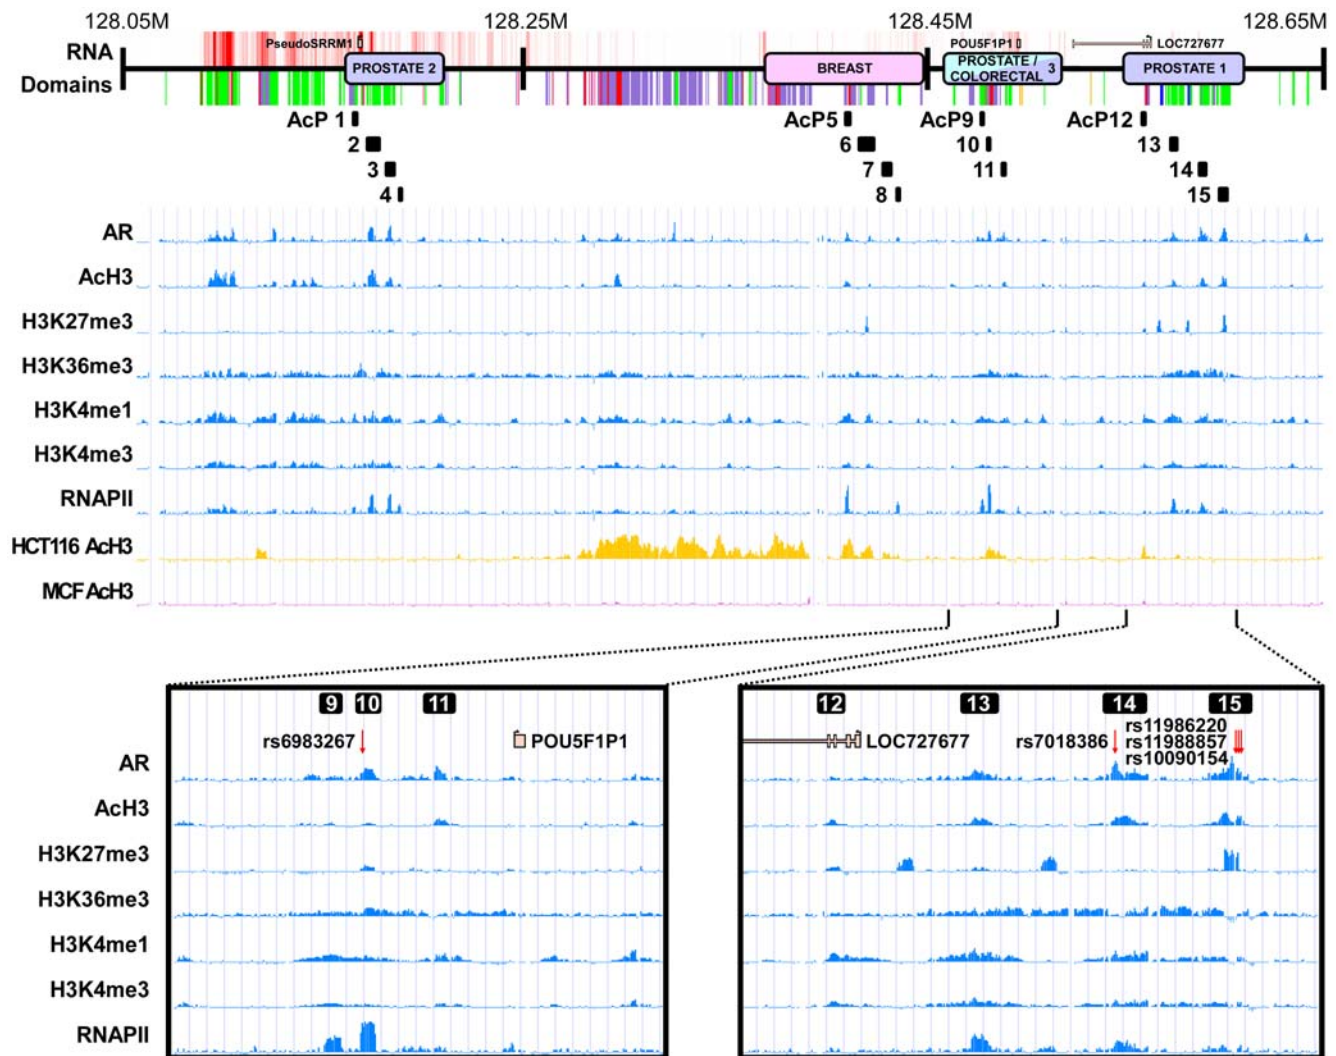 128.05M 128.25M 128.45M 128.65M
RNA PseudoSRRM1 POU5F1P1 LOC727677
Domains PROSTATE 2 BREAST PROSTATE / COLORECTAL 3 PROSTATE 1
AcP 1 AcP5 AcP9 AcP12
2 6 10 13
3 7 11 14
4 8 15
AR
AcH3
H3K27me3
H3K36me3
H3K4me1
H3K4me3
RNAPII
HCT116 AcH3
MCFAcH3
9 10 11 12 13 14 15
rs6983267 POU5F1P1 LOC727677 rs7018386 rs11986220
rs11988857
rs10090154
AR
AcH3
H3K27me3
H3K36me3
H3K4me1
H3K4me3
RNAPII